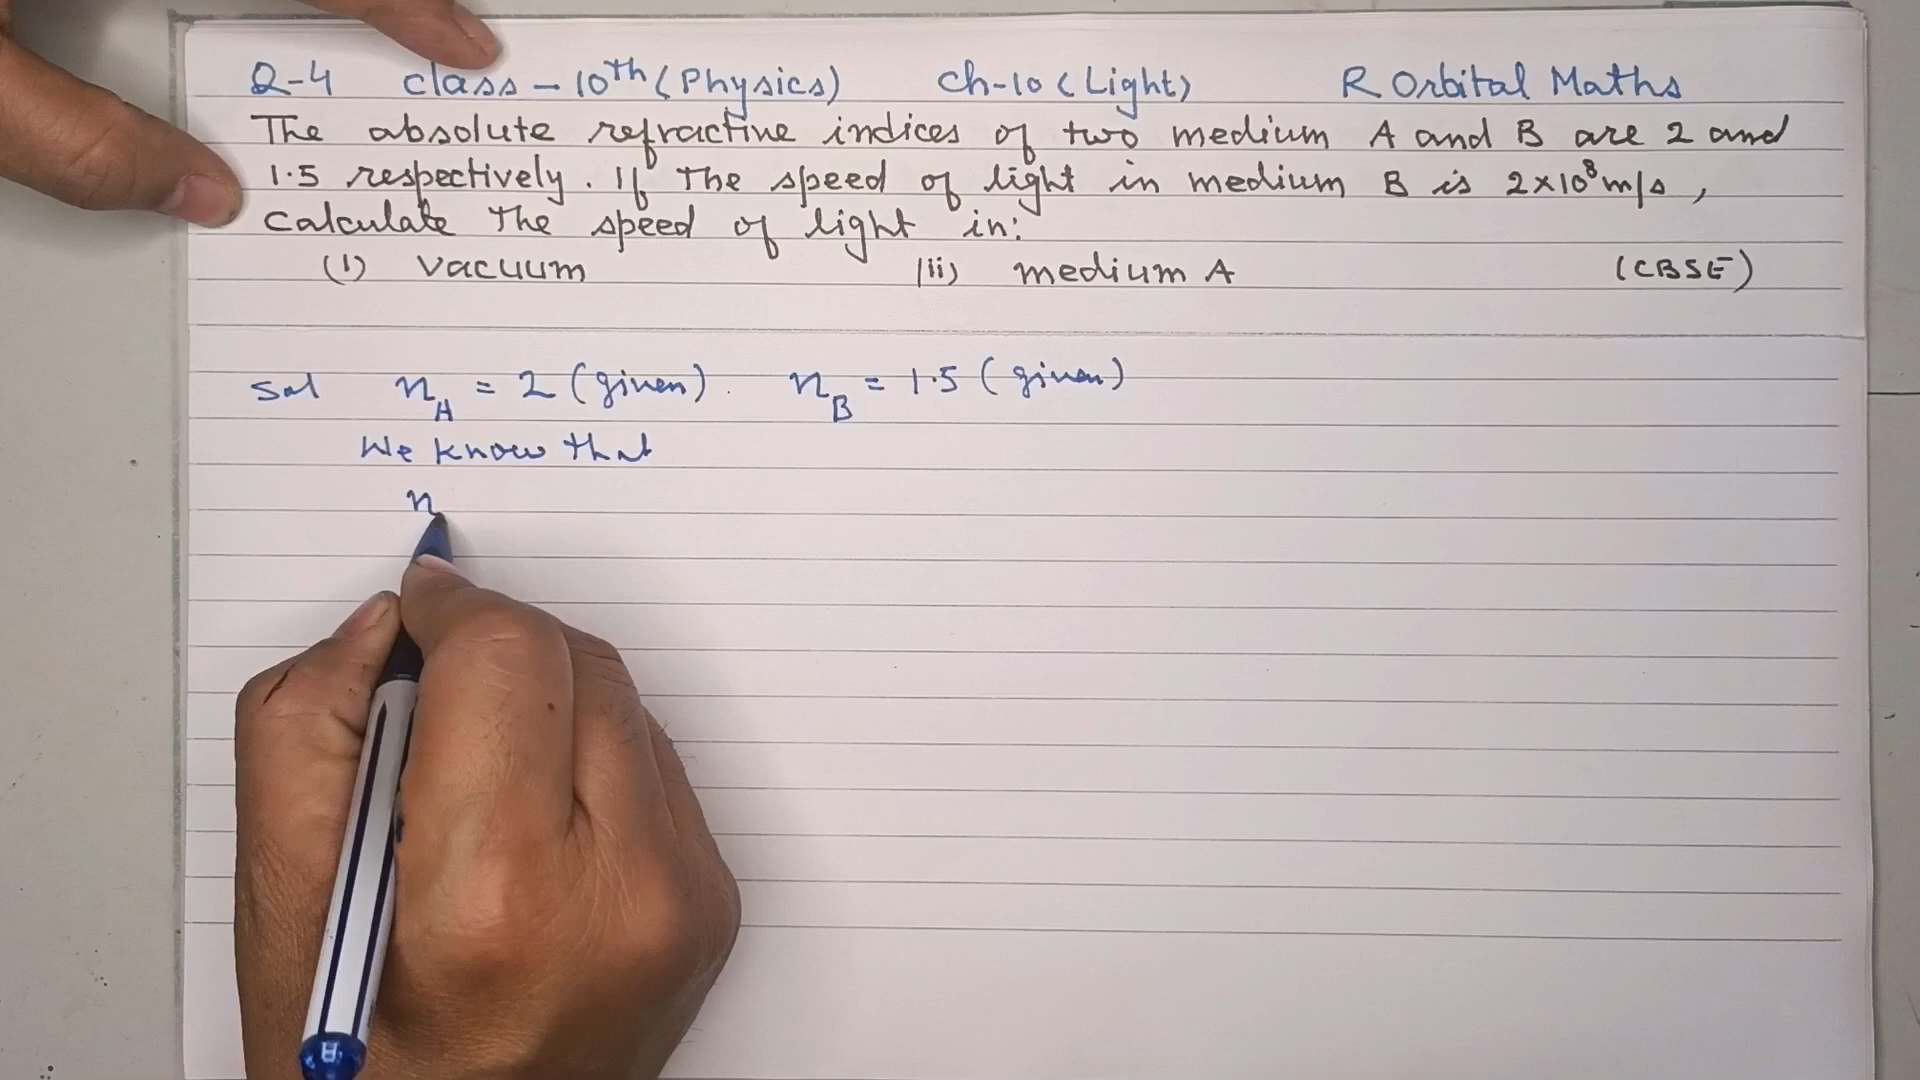 Q-4 class - 10th (Physics) Ch-10 (Light) R Orbital Maths
The absolute refractive indices of two medium A and B are 2 and
1.5 respectively. If The speed of light in medium B is 2×10⁸ m/s,
Calculate The speed of light in:
(i) Vacuum (ii) medium A (CBSE)
Sol n_A = 2 (given). n_B = 1.5 (given)
We know that
n